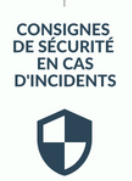 CONSIGNES
DE SÉCURITÉ
EN CAS
D'INCIDENTS